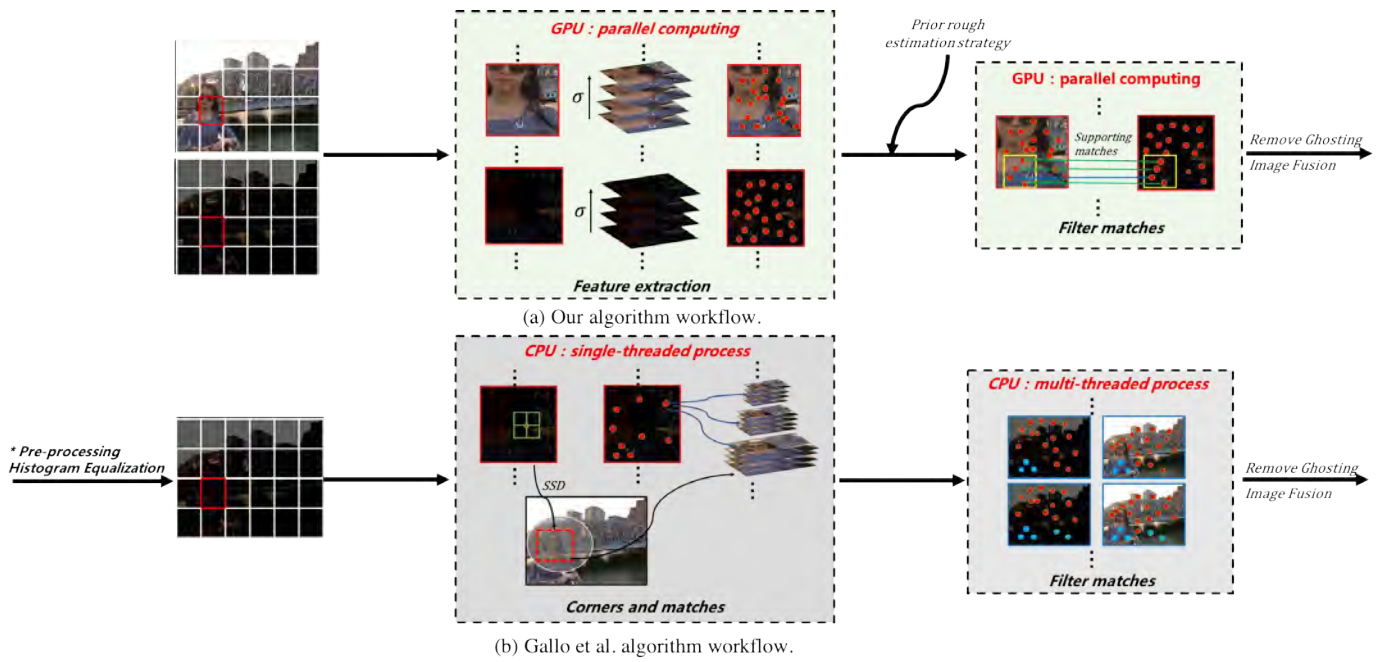 GPU : parallel computing
σ
σ
Feature extraction
Prior rough
estimation strategy
GPU : parallel computing
Supporting
matches
Filter matches
Remove Ghosting
Image Fusion
(a) Our algorithm workflow.
* Pre-processing
Histogram Equalization
CPU : single-threaded process
SSD
Corners and matches
CPU : multi-threaded process
Filter matches
Remove Ghosting
Image Fusion
(b) Gallo et al. algorithm workflow.